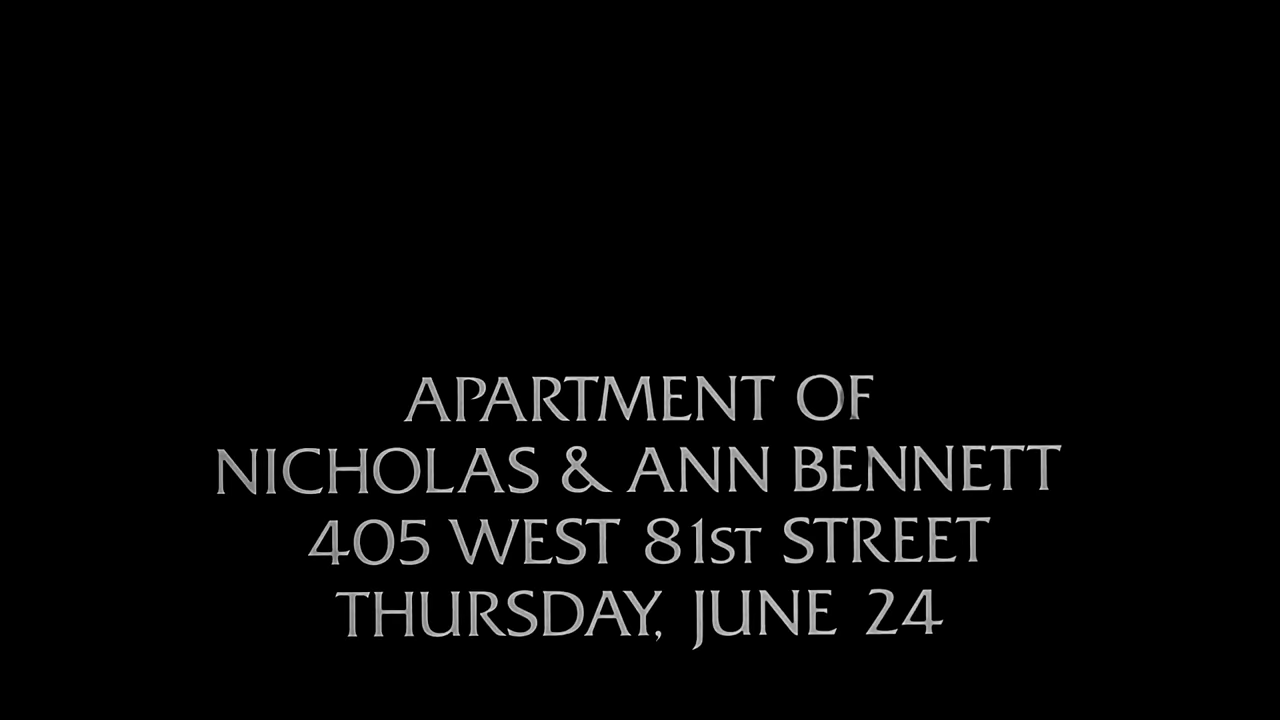 APARTMENT OF
NICHOLAS & ANN BENNETT
405 WEST 81ST STREET
THURSDAY, JUNE 24